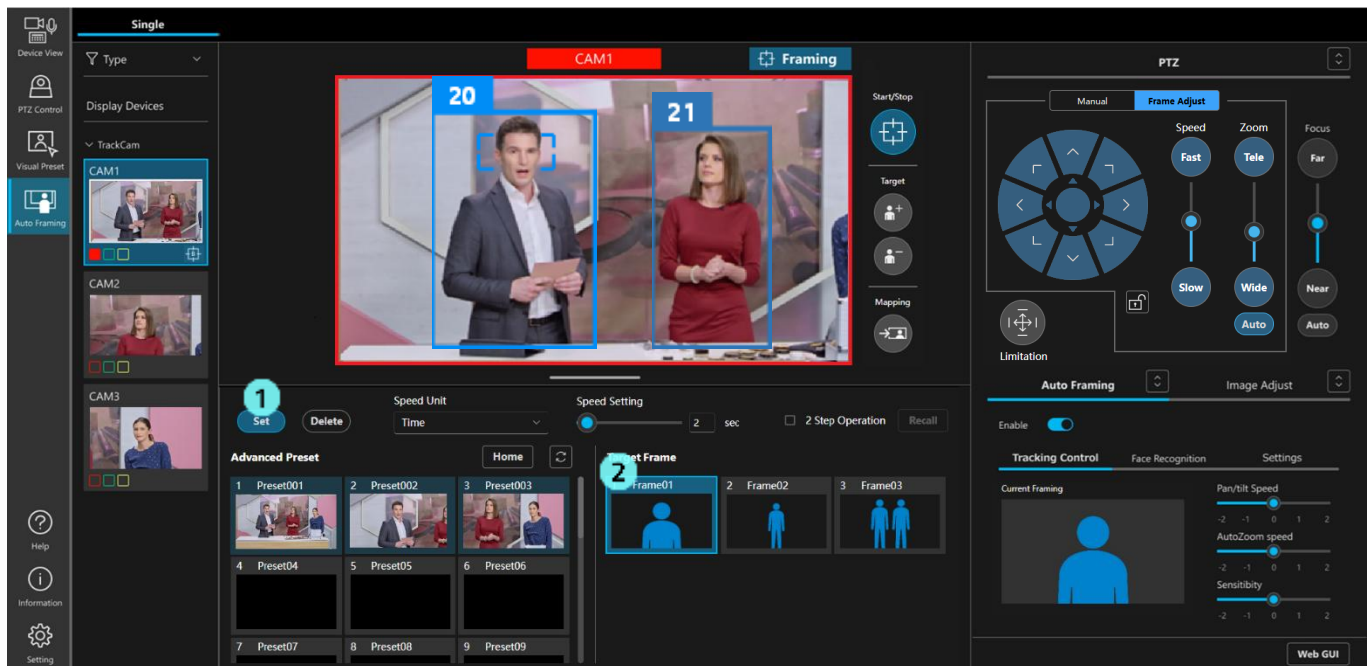 Single
Device View
PTZ Control
Visual Preset
Auto Framing
Help
Information
Setting
Type
Display Devices
TrackCam
CAM1
CAM2
CAM3
CAM1
Framing
20
21
Start/Stop
Target
Mapping
1
Set
Delete
Speed Unit
Time
Speed Setting
2 sec
2 Step Operation
Recall
Advanced Preset
Home
1 Preset001
2 Preset002
3 Preset003
4 Preset04
5 Preset05
6 Preset06
7 Preset07
8 Preset08
9 Preset09
Target Frame
2
Frame01
2 Frame02
3 Frame03
PTZ
Manual
Frame Adjust
Speed
Zoom
Focus
Fast
Tele
Far
Slow
Wide
Near
Auto
Auto
Limitation
Auto Framing
Image Adjust
Enable
Tracking Control
Face Recognition
Settings
Current Framing
Pan/tilt Speed
-2 -1 0 1 2
AutoZoom speed
-2 -1 0 1 2
Sensitibity
-2 -1 0 1 2
Web GUI